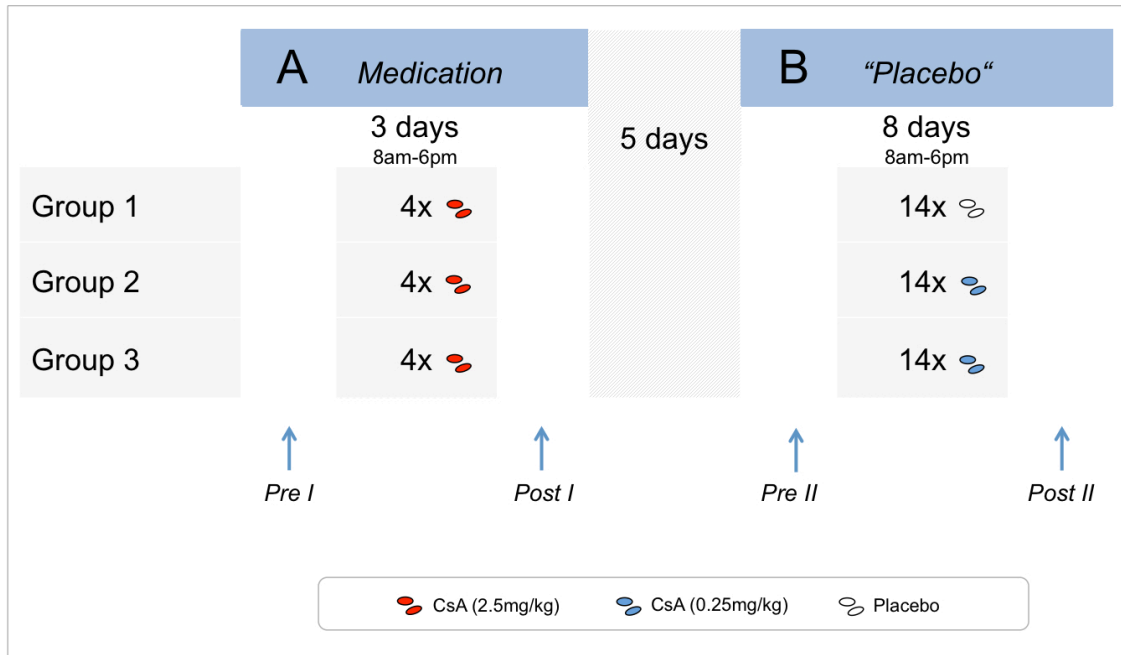 A Medication
B “Placebo“
3 days
8am-6pm
5 days
8 days
8am-6pm
Group 1
4x
14x
Group 2
4x
14x
Group 3
4x
14x
Pre I
Post I
Pre II
Post II
CsA (2.5mg/kg)
CsA (0.25mg/kg)
Placebo